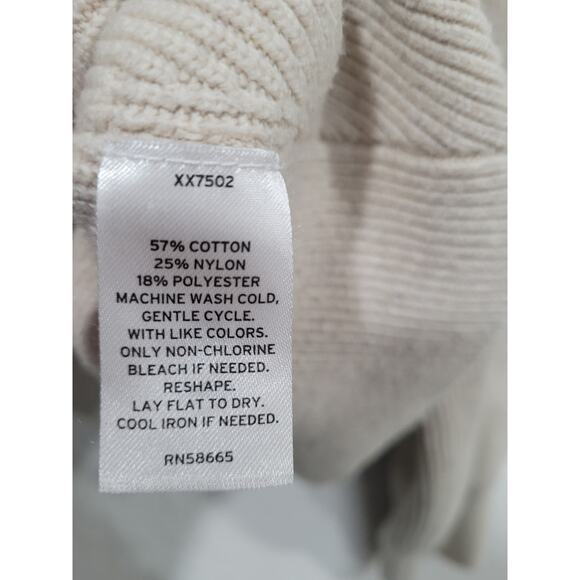 XX7502
57% COTTON
25% NYLON
18% POLYESTER
MACHINE WASH COLD,
GENTLE CYCLE.
WITH LIKE COLORS.
ONLY NON-CHLORINE
BLEACH IF NEEDED.
RESHAPE.
LAY FLAT TO DRY.
COOL IRON IF NEEDED.
RN58665